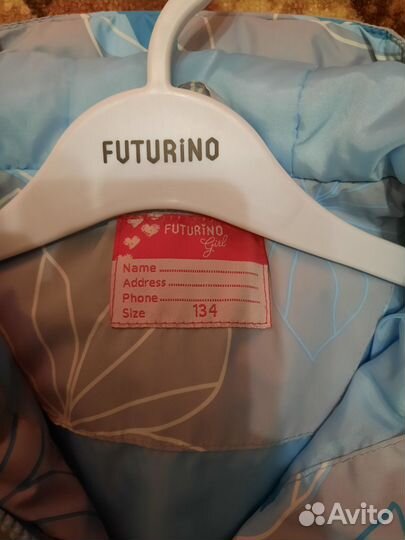 FUTURiNO
FUTURiNO
Girl
Name
Address
Phone
Size 134
Avito